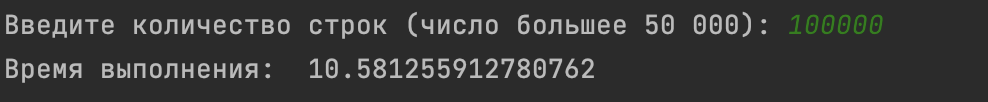 Введите количество строк (число большее 50 000): 100000
Время выполнения:  10.581255912780762